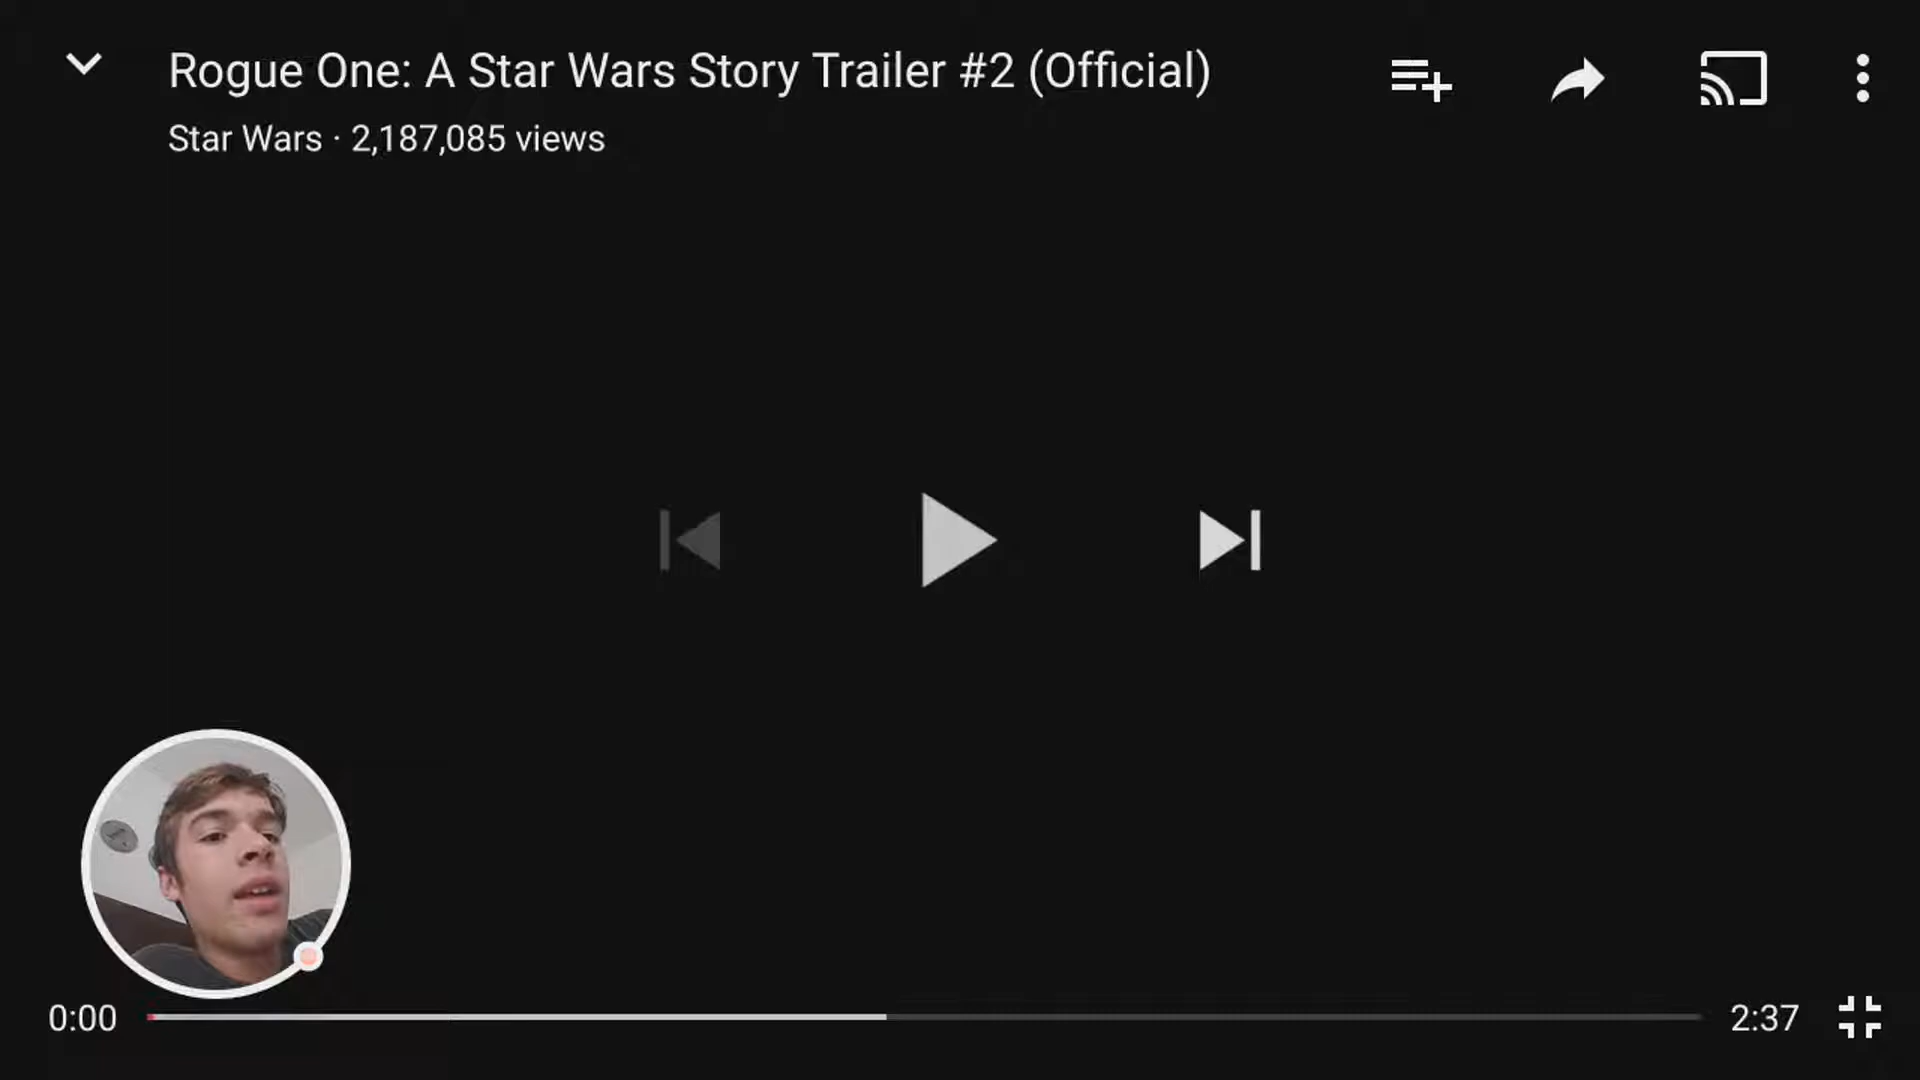 Rogue One: A Star Wars Story Trailer #2 (Official)
Star Wars · 2,187,085 views
0:00
2:37